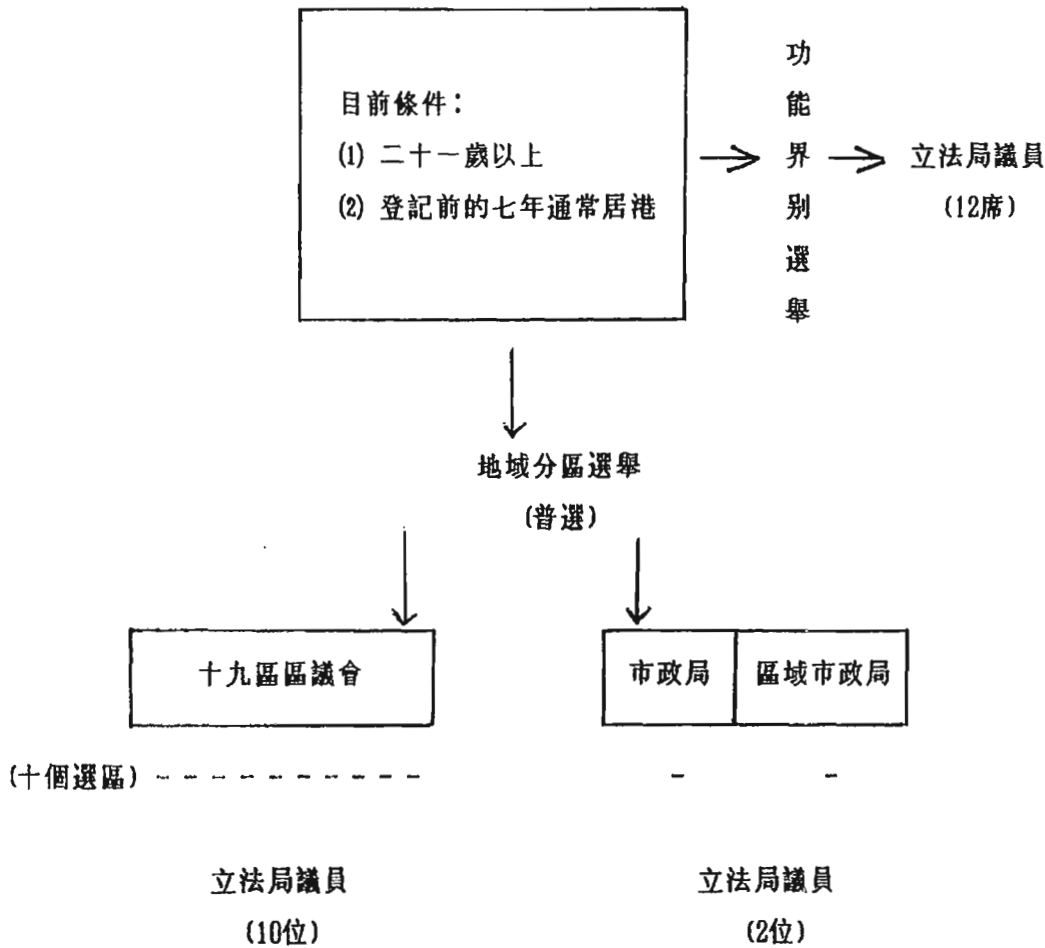 目前條件：
(1) 二十一歲以上
(2) 登記前的七年通常居港
功能界別選舉
立法局議員
(12席)
地域分區選舉
(普選)
十九區區議會
市政局
區域市政局
(十個選區)
立法局議員
(10位)
立法局議員
(2位)